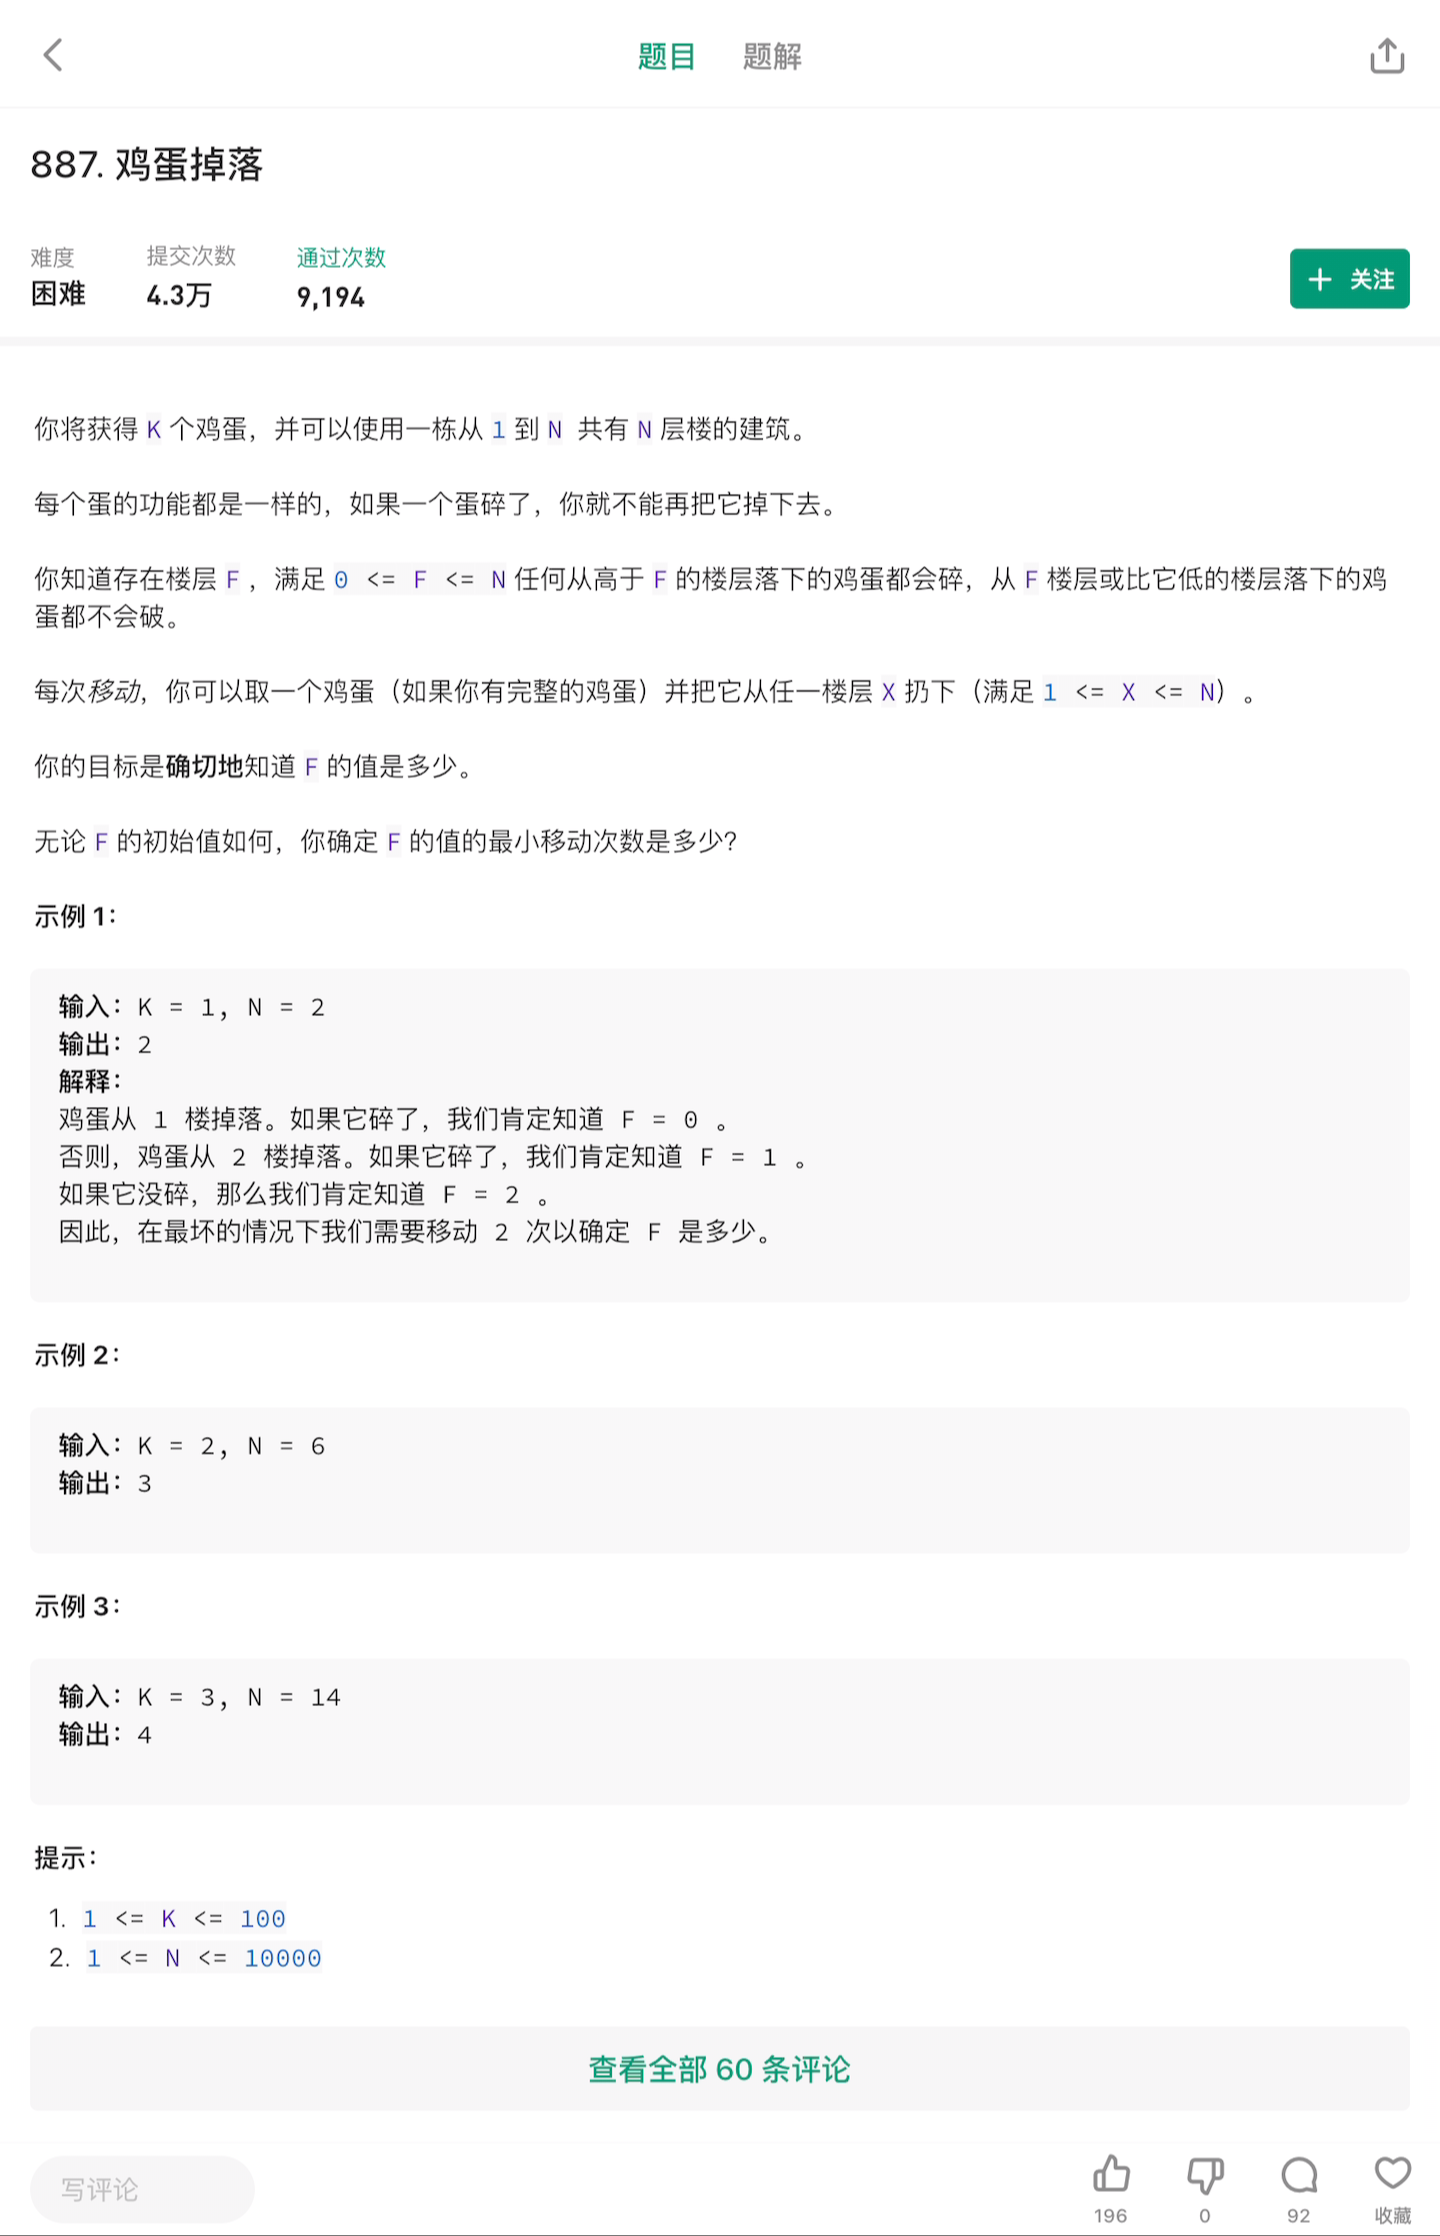 题目 题解
887. 鸡蛋掉落
难度 提交次数 通过次数
困难 4.3万 9,194
+ 关注
你将获得 K 个鸡蛋，并可以使用一栋从 1 到 N 共有 N 层楼的建筑。
每个蛋的功能都是一样的，如果一个蛋碎了，你就不能再把它掉下去。
你知道存在楼层 F ，满足 0 <= F <= N 任何从高于 F 的楼层落下的鸡蛋都会碎，从 F 楼层或比它低的楼层落下的鸡
蛋都不会破。
每次移动，你可以取一个鸡蛋（如果你有完整的鸡蛋）并把它从任一楼层 X 扔下（满足 1 <= X <= N）。
你的目标是确切地知道 F 的值是多少。
无论 F 的初始值如何，你确定 F 的值的最小移动次数是多少？
示例 1：
输入：K = 1, N = 2
输出：2
解释：
鸡蛋从 1 楼掉落。如果它碎了，我们肯定知道 F = 0 。
否则，鸡蛋从 2 楼掉落。如果它碎了，我们肯定知道 F = 1 。
如果它没碎，那么我们肯定知道 F = 2 。
因此，在最坏的情况下我们需要移动 2 次以确定 F 是多少。
示例 2：
输入：K = 2, N = 6
输出：3
示例 3：
输入：K = 3, N = 14
输出：4
提示：
1. 1 <= K <= 100
2. 1 <= N <= 10000
查看全部 60 条评论
写评论
196 0 92 收藏